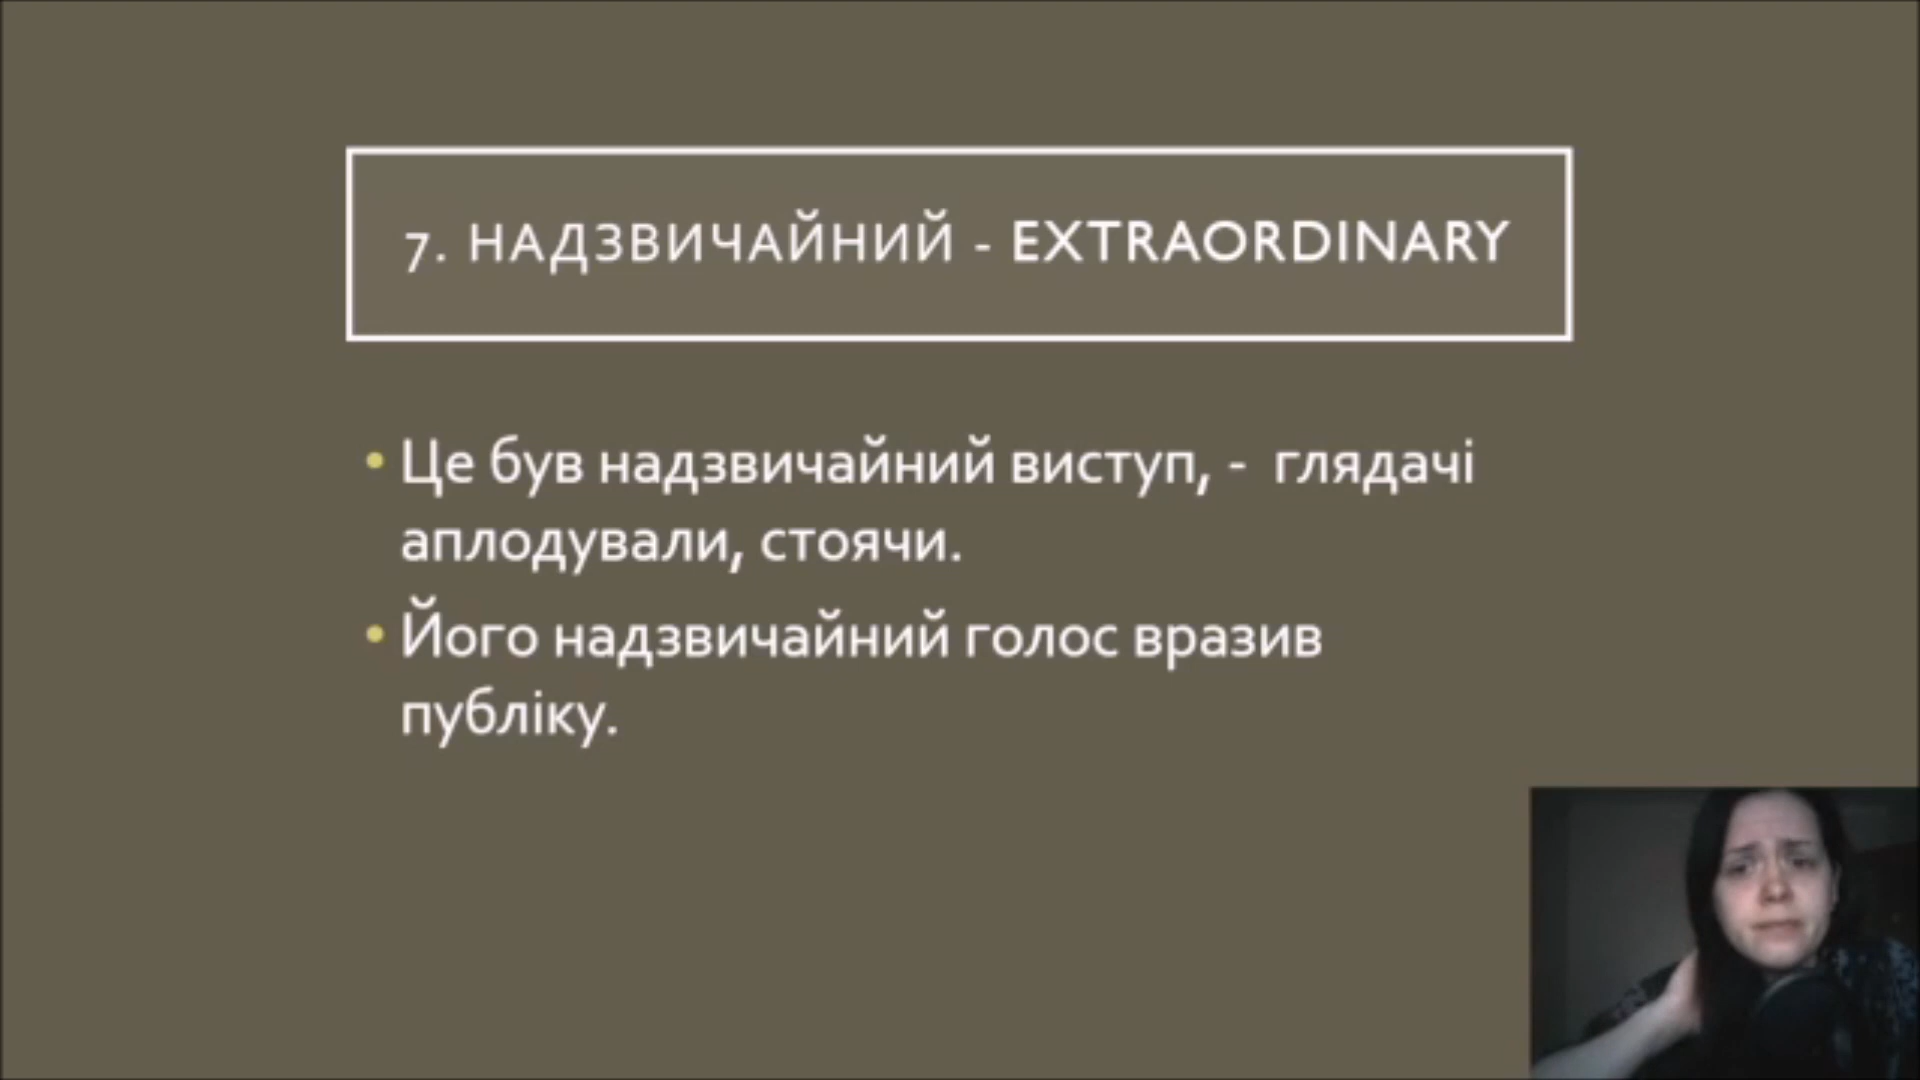 7. НАДЗВИЧАЙНИЙ - EXTRAORDINARY
• Це був надзвичайний виступ, - глядачі
аплодували, стоячи.
• Його надзвичайний голос вразив
публіку.